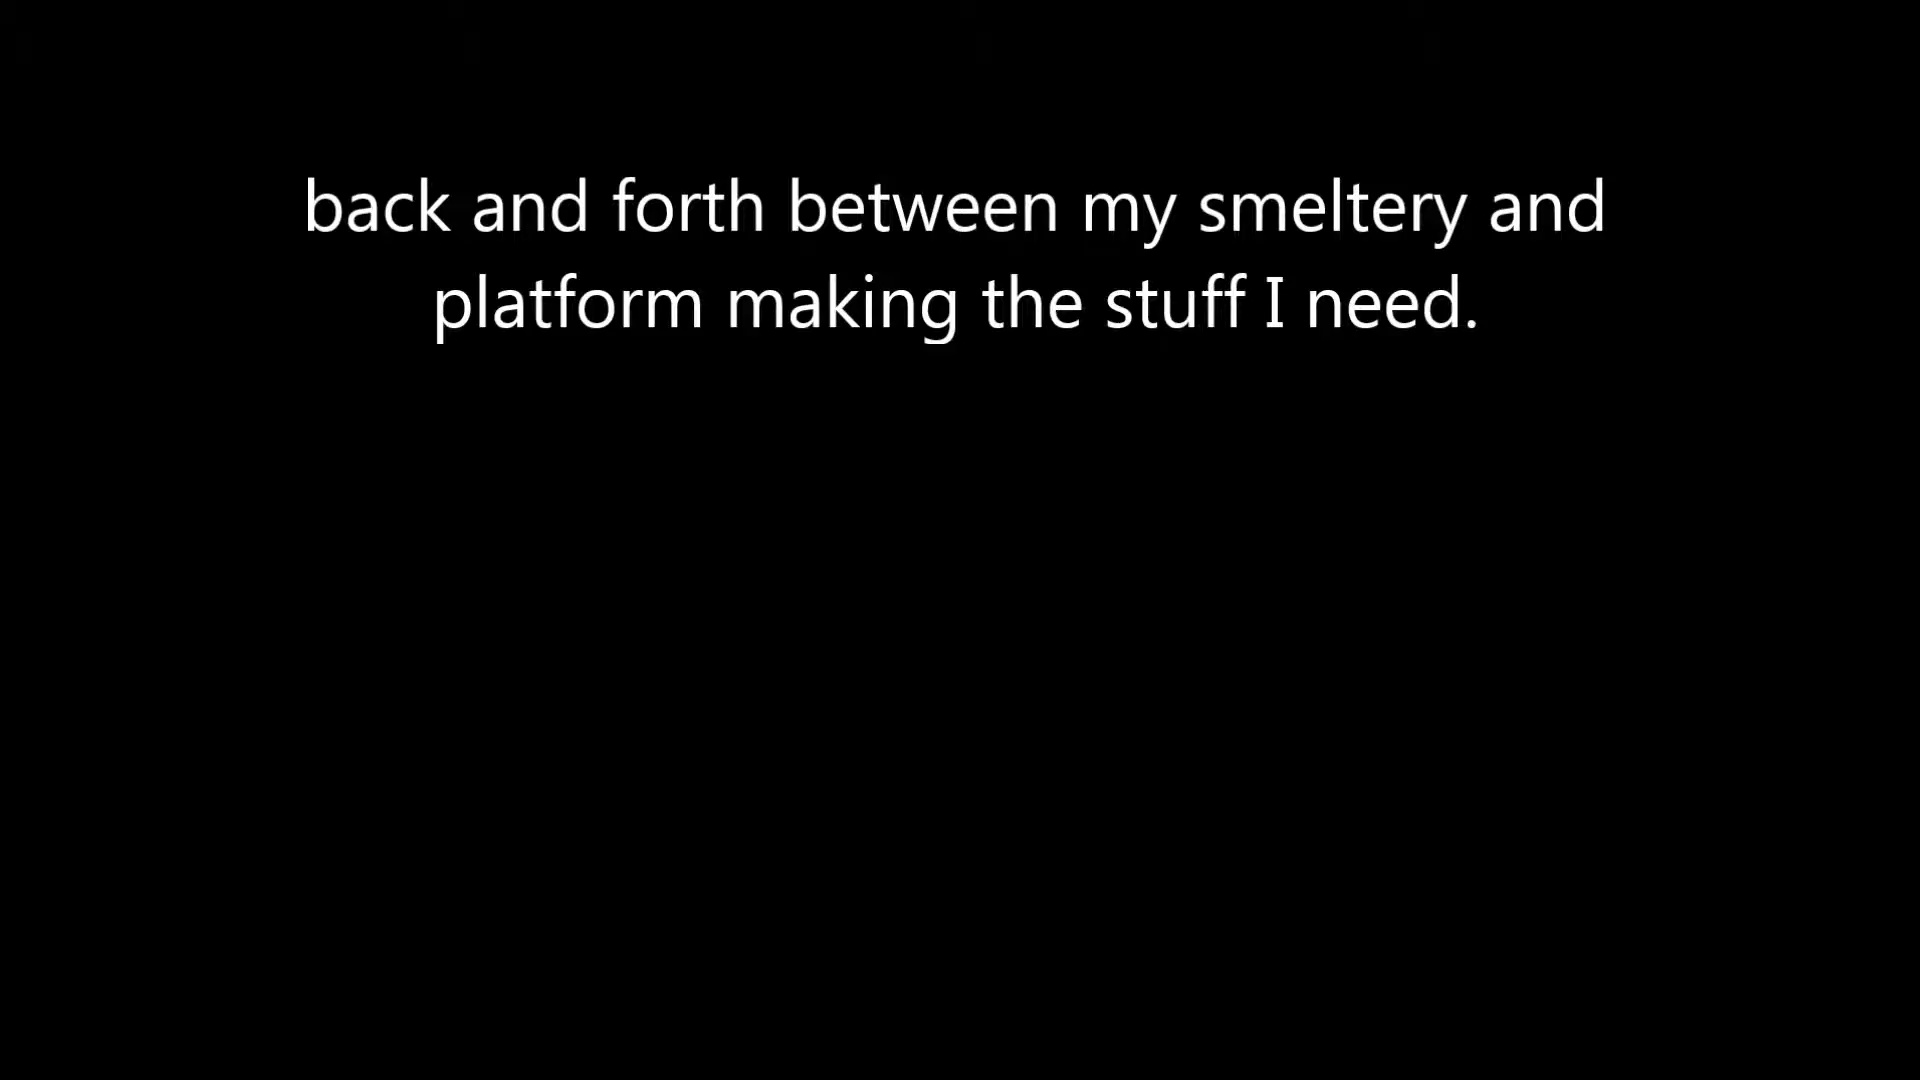 back and forth between my smeltery and
platform making the stuff I need.